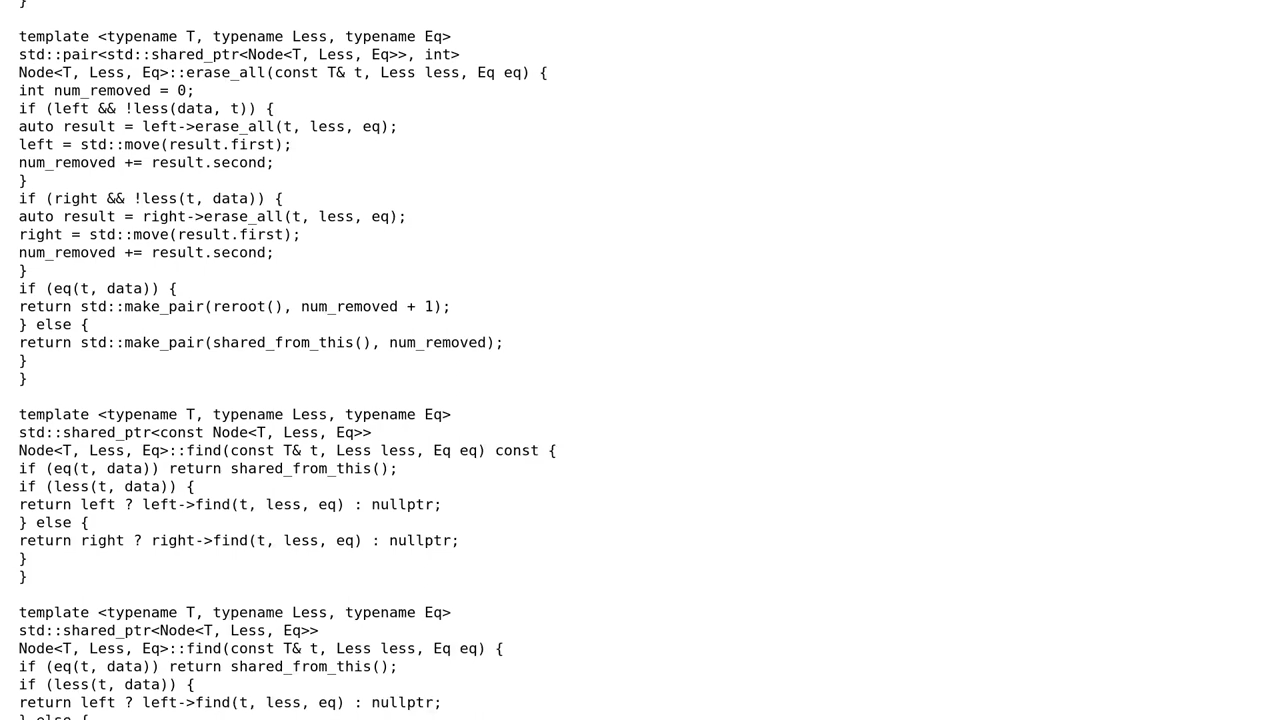 }

template <typename T, typename Less, typename Eq>
std::pair<std::shared_ptr<Node<T, Less, Eq>>, int>
Node<T, Less, Eq>::erase_all(const T& t, Less less, Eq eq) {
int num_removed = 0;
if (left && !less(data, t)) {
auto result = left->erase_all(t, less, eq);
left = std::move(result.first);
num_removed += result.second;
}
if (right && !less(t, data)) {
auto result = right->erase_all(t, less, eq);
right = std::move(result.first);
num_removed += result.second;
}
if (eq(t, data)) {
return std::make_pair(reroot(), num_removed + 1);
} else {
return std::make_pair(shared_from_this(), num_removed);
}
}

template <typename T, typename Less, typename Eq>
std::shared_ptr<const Node<T, Less, Eq>>
Node<T, Less, Eq>::find(const T& t, Less less, Eq eq) const {
if (eq(t, data)) return shared_from_this();
if (less(t, data)) {
return left ? left->find(t, less, eq) : nullptr;
} else {
return right ? right->find(t, less, eq) : nullptr;
}
}

template <typename T, typename Less, typename Eq>
std::shared_ptr<Node<T, Less, Eq>>
Node<T, Less, Eq>::find(const T& t, Less less, Eq eq) {
if (eq(t, data)) return shared_from_this();
if (less(t, data)) {
return left ? left->find(t, less, eq) : nullptr;
} else {